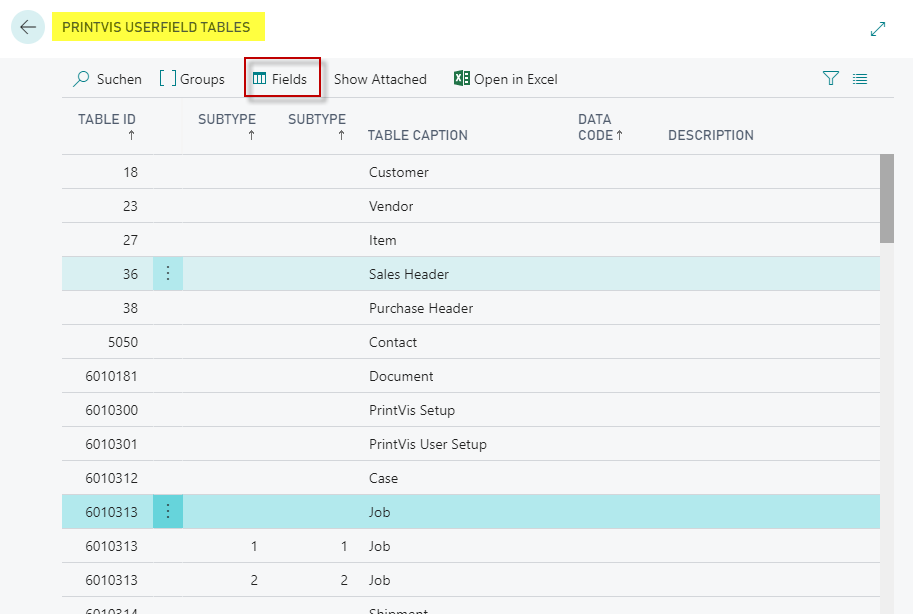 PRINTVIS USERFIELD TABLES
Suchen Groups Fields Show Attached Open in Excel
TABLE ID ↑ SUBTYPE ↑ SUBTYPE ↑ TABLE CAPTION DATA CODE ↑ DESCRIPTION
18 Customer
23 Vendor
27 Item
36 Sales Header
38 Purchase Header
5050 Contact
6010181 Document
6010300 PrintVis Setup
6010301 PrintVis User Setup
6010312 Case
6010313 Job
6010313 1 1 Job
6010313 2 2 Job
6010314 Shipment